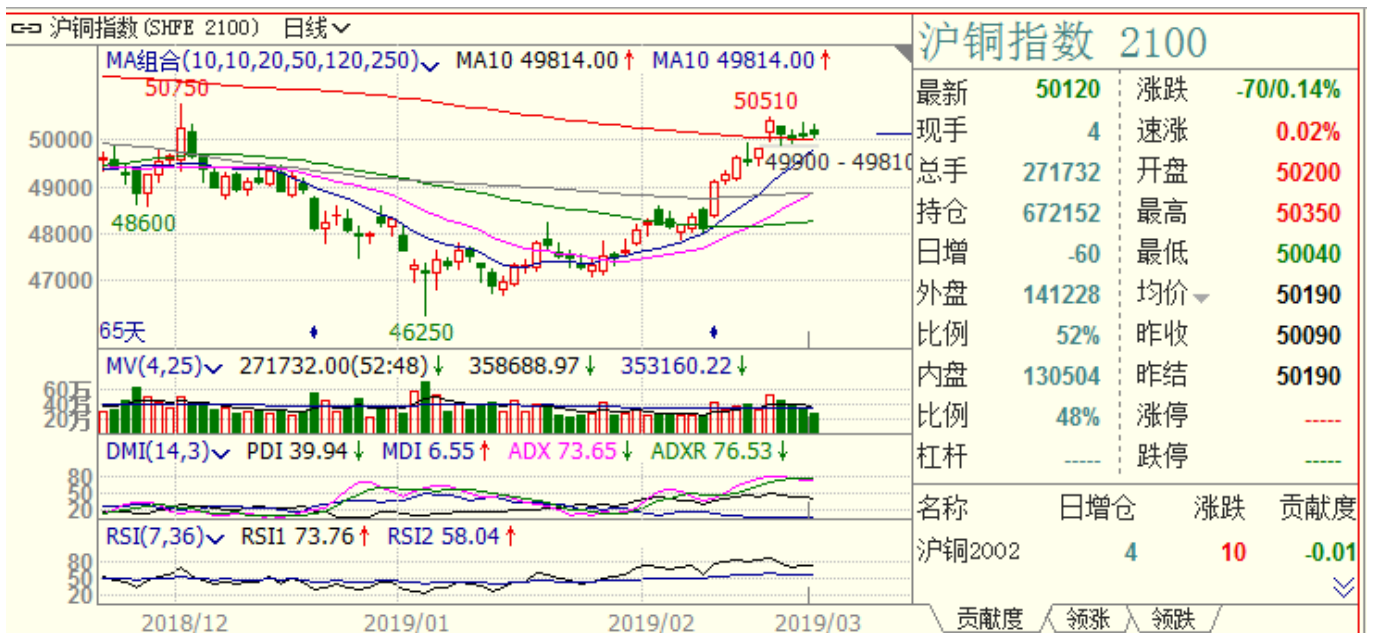 沪铜指数(SHFE 2100) 日线
MA组合(10,10,20,50,120,250) MA10 49814.00↑ MA10 49814.00↑
50750
50510
50000
49900 - 49810
49000
48600
48000
47000
65天
46250
MV(4,25) 271732.00(52:48)↓ 358688.97↓ 353160.22↓
60万
40万
20万
DMI(14,3) PDI 39.94↓ MDI 6.55↑ ADX 73.65↓ ADXR 76.53↓
80
50
20
RSI(7,36) RSI1 73.76↑ RSI2 58.04↑
80
50
20
2018/12 2019/01 2019/02 2019/03
沪铜指数 2100
最新 50120 涨跌 -70/0.14%
现手 4 速涨 0.02%
总手 271732 开盘 50200
持仓 672152 最高 50350
日增 -60 最低 50040
外盘 141228 均价 50190
比例 52% 昨收 50090
内盘 130504 昨结 50190
比例 48% 涨停 -----
杠杆 ----- 跌停 -----
名称 日增仓 涨跌 贡献度
沪铜2002 4 10 -0.01
贡献度 领涨 领跌